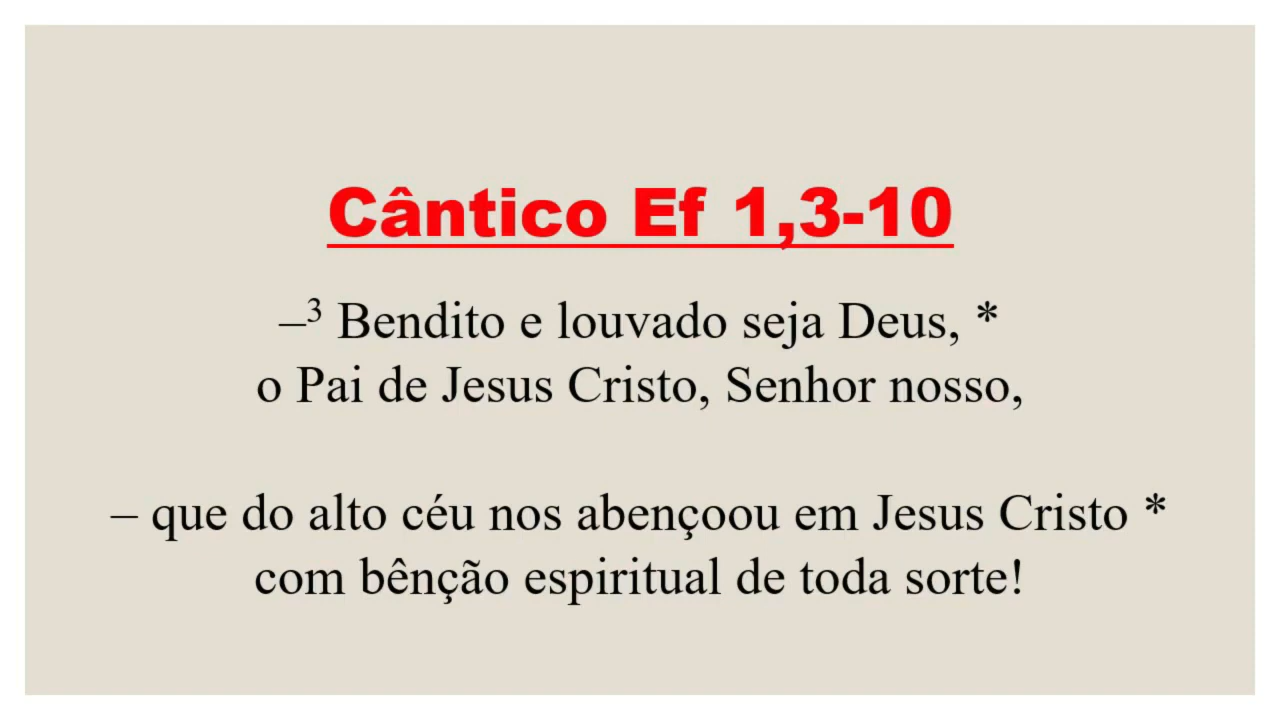 Cântico Ef 1,3-10
–³ Bendito e louvado seja Deus, *
o Pai de Jesus Cristo, Senhor nosso,
– que do alto céu nos abençoou em Jesus Cristo *
com bênção espiritual de toda sorte!